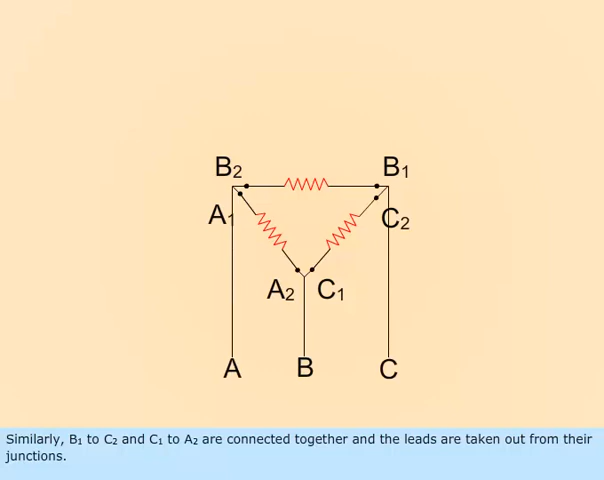 B₂ B₁
A₁ C₂
A₂ C₁
A B C
Similarly, B₁ to C₂ and C₁ to A₂ are connected together and the leads are taken out from their
junctions.